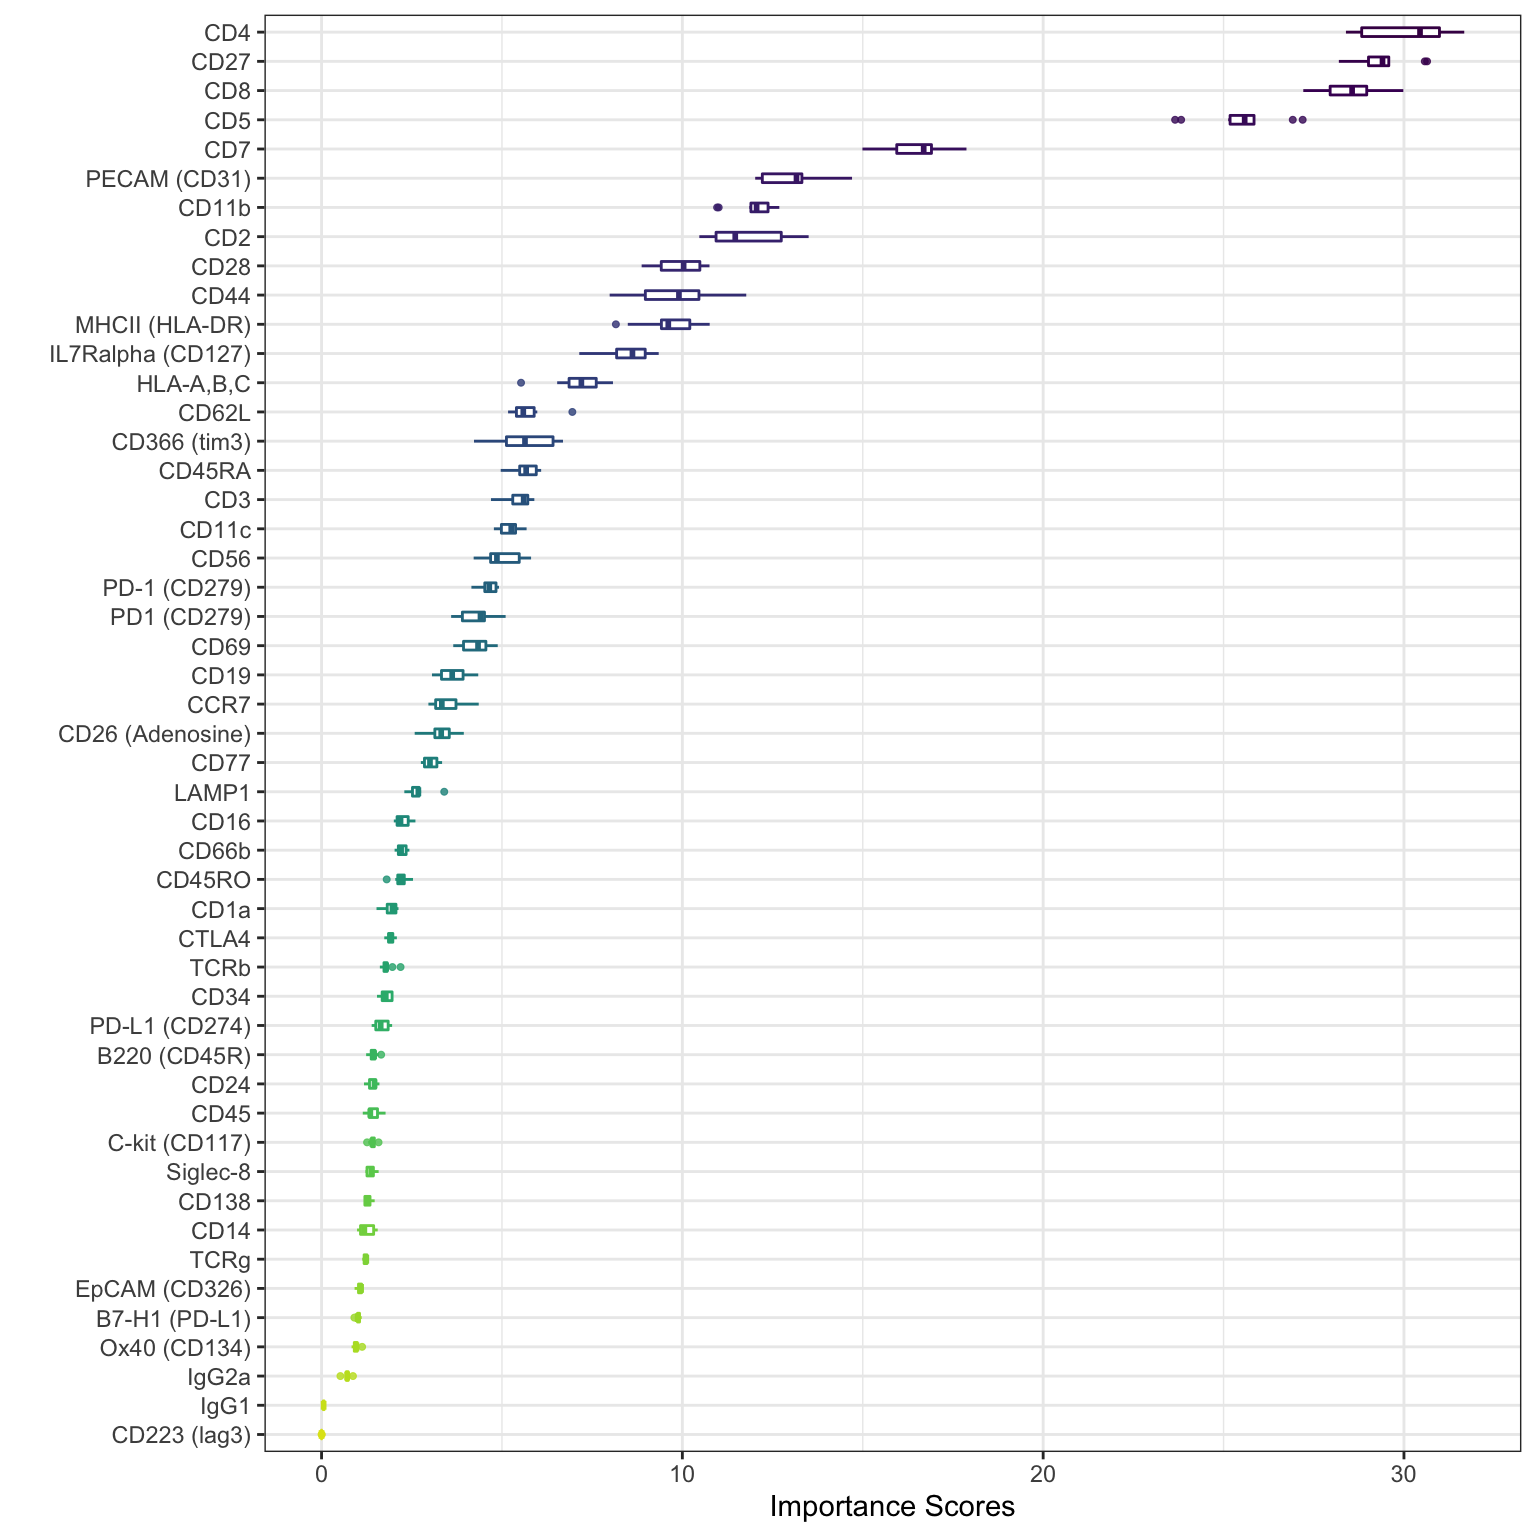 CD4
CD27
CD8
CD5
CD7
PECAM (CD31)
CD11b
CD2
CD28
CD44
MHCII (HLA-DR)
IL7Ralpha (CD127)
HLA-A,B,C
CD62L
CD366 (tim3)
CD45RA
CD3
CD11c
CD56
PD-1 (CD279)
PD1 (CD279)
CD69
CD19
CCR7
CD26 (Adenosine)
CD77
LAMP1
CD16
CD66b
CD45RO
CD1a
CTLA4
TCRb
CD34
PD-L1 (CD274)
B220 (CD45R)
CD24
CD45
C-kit (CD117)
Siglec-8
CD138
CD14
TCRg
EpCAM (CD326)
B7-H1 (PD-L1)
Ox40 (CD134)
IgG2a
IgG1
CD223 (lag3)
0 10 20 30
Importance Scores